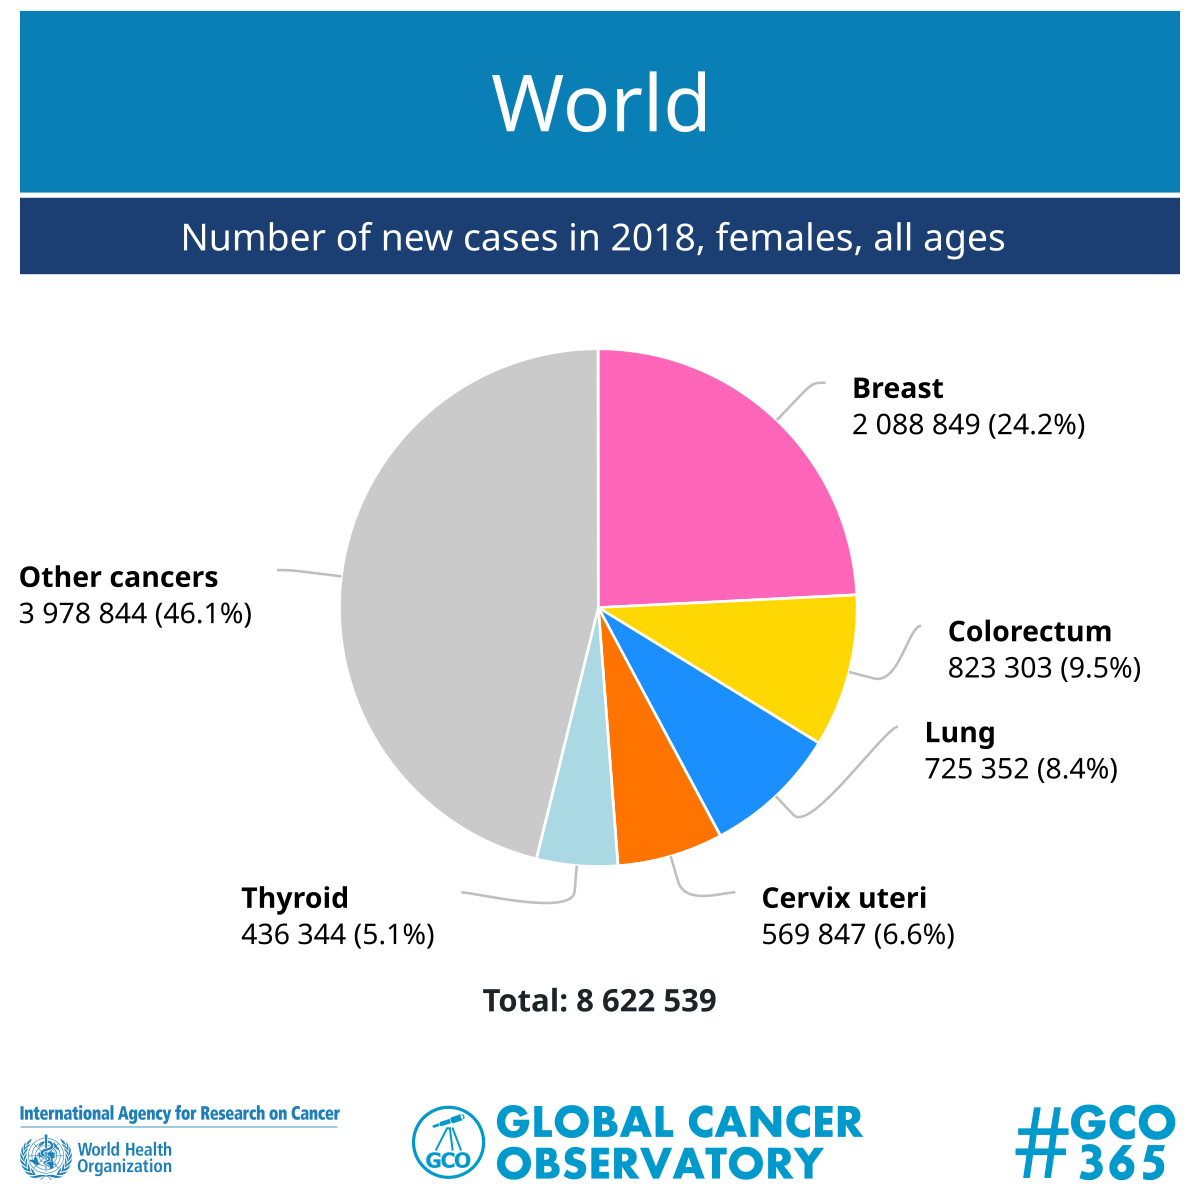 World
Number of new cases in 2018, females, all ages
Breast
2 088 849 (24.2%)
Other cancers
3 978 844 (46.1%)
Colorectum
823 303 (9.5%)
Lung
725 352 (8.4%)
Thyroid
436 344 (5.1%)
Cervix uteri
569 847 (6.6%)
Total: 8 622 539
International Agency for Research on Cancer
World Health
Organization
GCO
GLOBAL CANCER
OBSERVATORY
#GCO
365